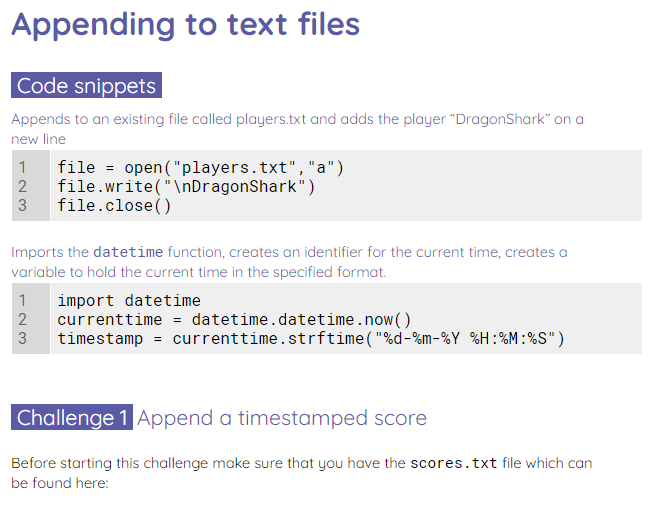 Appending to text files
Code snippets
Appends to an existing file called players.txt and adds the player “DragonShark” on a
new line
1 file = open("players.txt","a")
2 file.write("\nDragonShark")
3 file.close()
Imports the datetime function, creates an identifier for the current time, creates a
variable to hold the current time in the specified format.
1 import datetime
2 currenttime = datetime.datetime.now()
3 timestamp = currenttime.strftime("%d-%m-%Y %H:%M:%S")
Challenge 1 Append a timestamped score
Before starting this challenge make sure that you have the scores.txt file which can
be found here: